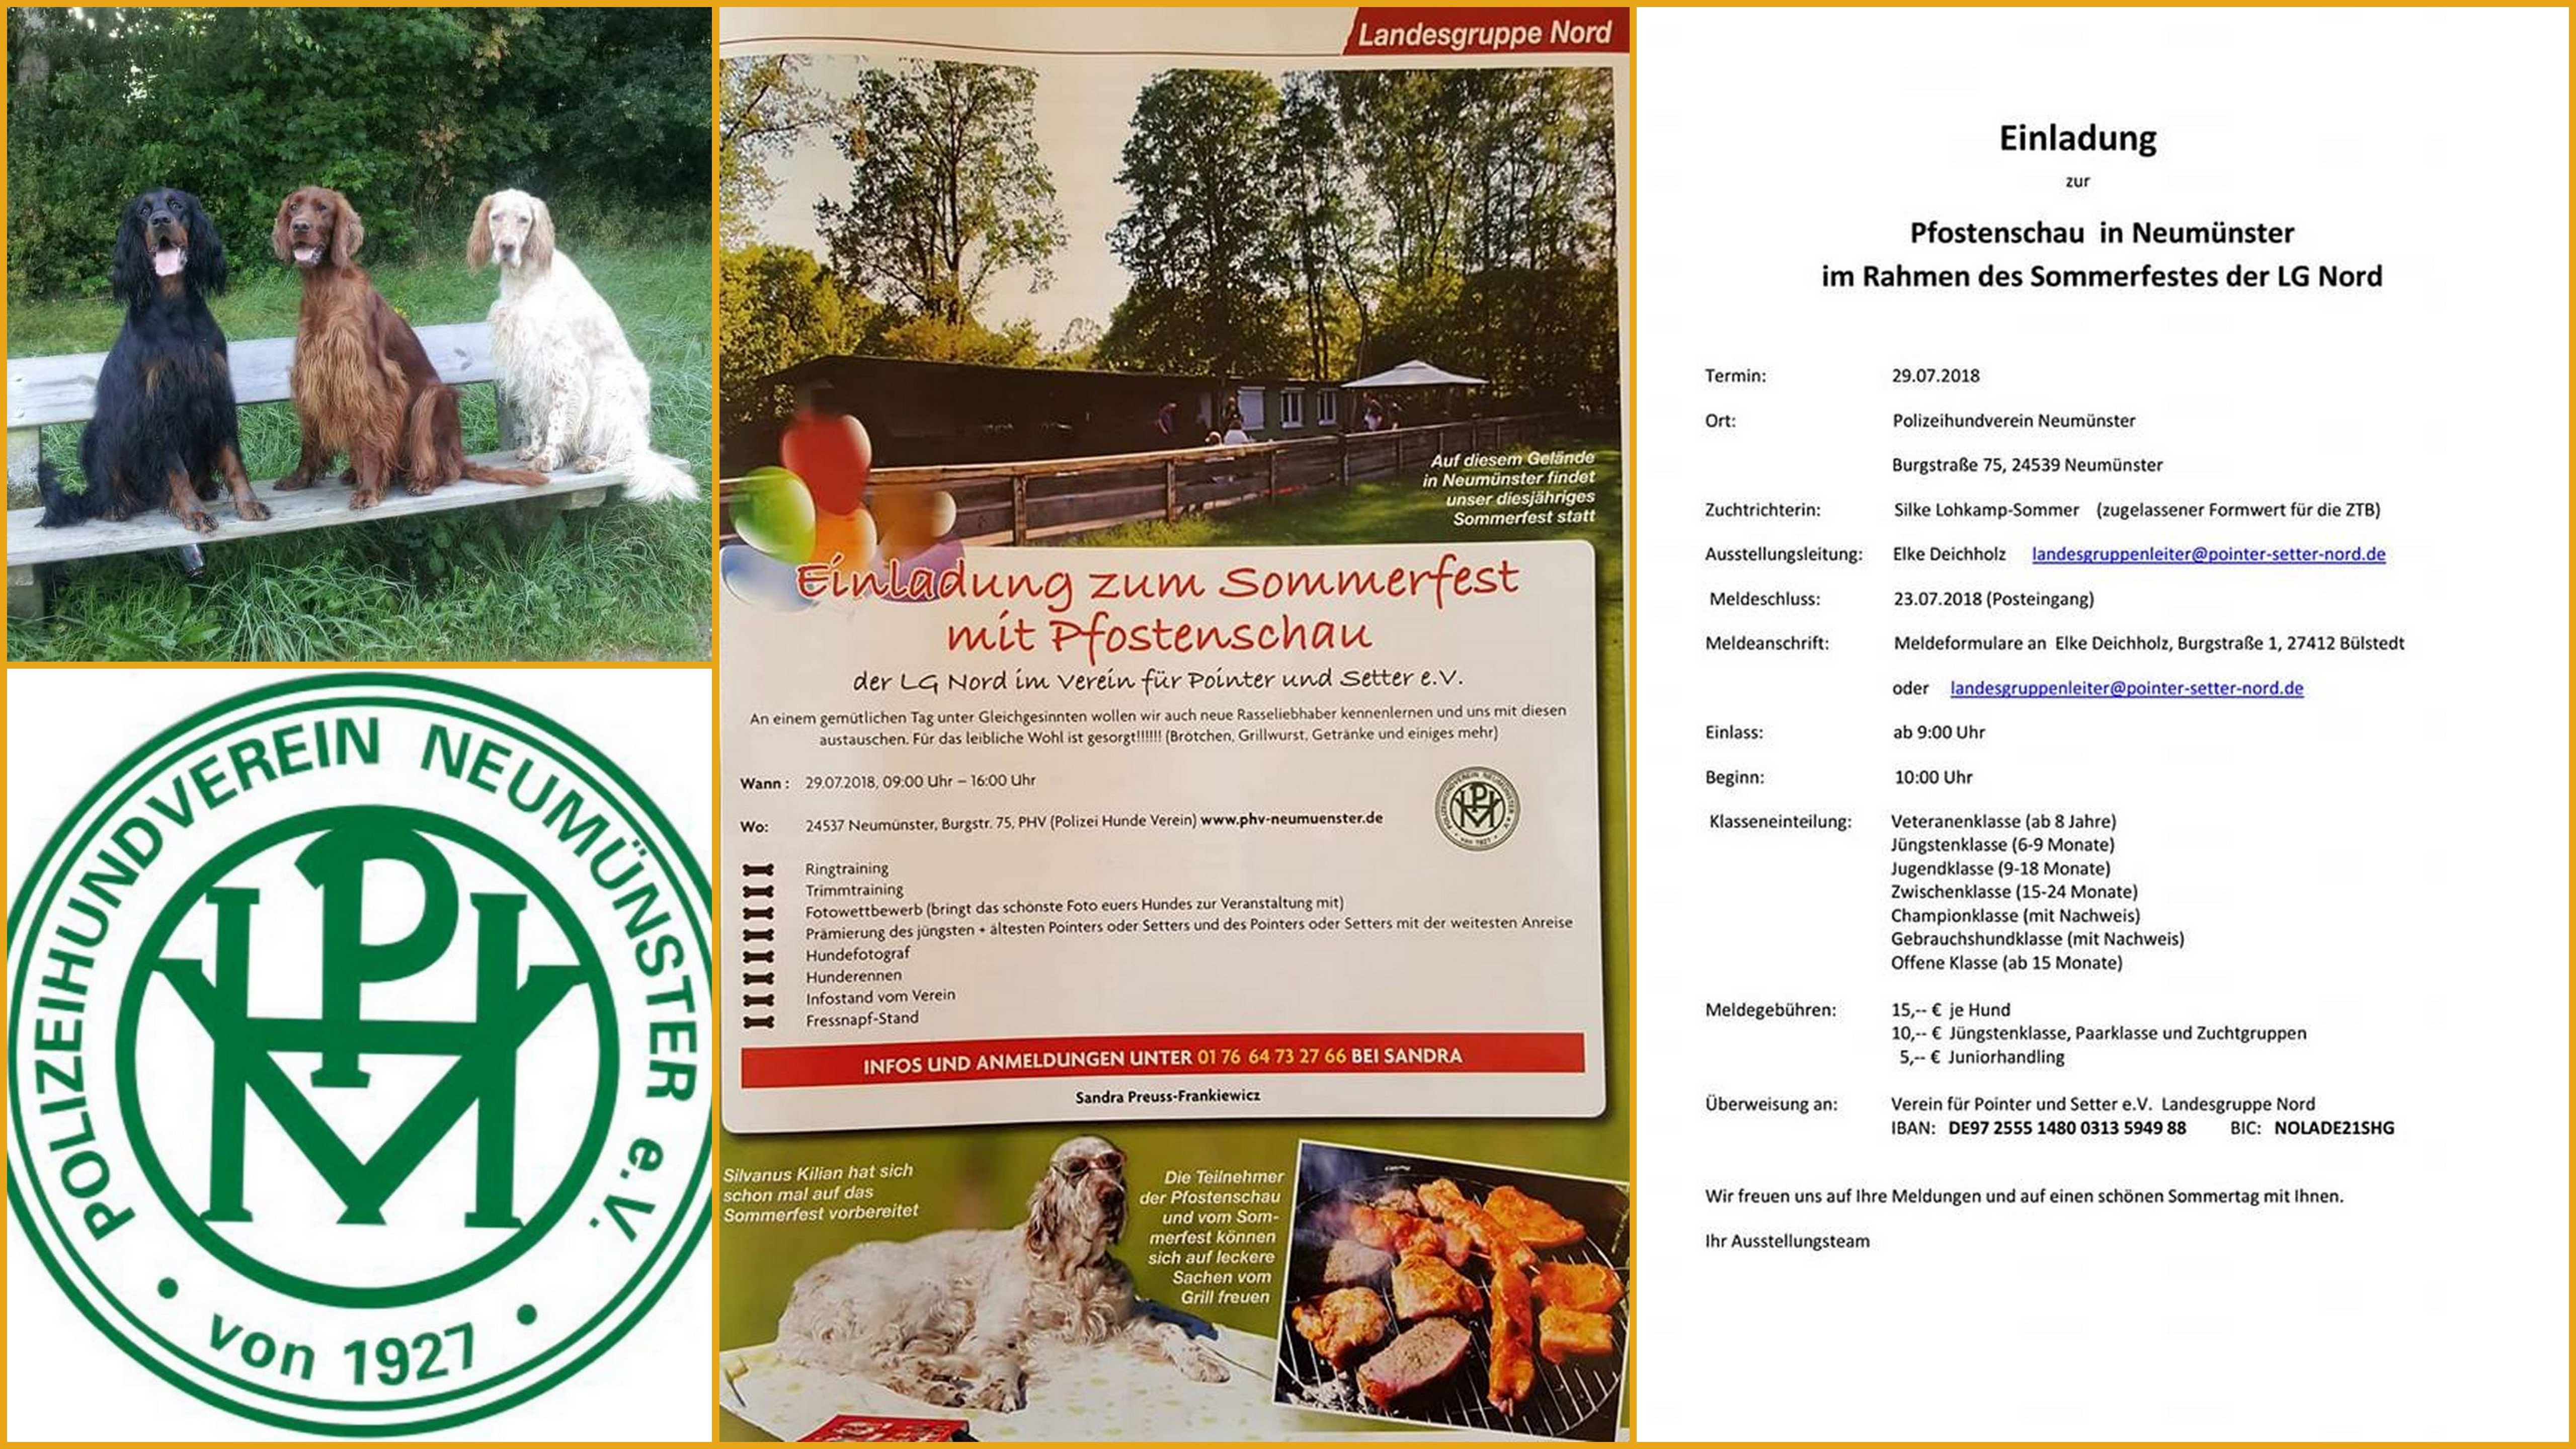 POLIZEIHUNDVEREIN NEUMÜNSTER e.V.
PHV
von 1927
Landesgruppe Nord
Auf diesem Gelände
in Neumünster findet
unser diesjähriges
Sommerfest statt
Einladung zum Sommerfest
mit Pfostenschau
der LG Nord im Verein für Pointer und Setter e.V.
An einem gemütlichen Tag unter Gleichgesinnten wollen wir auch neue Rasseliebhaber kennenlernen und uns mit diesen
austauschen. Für das leibliche Wohl ist gesorgt!!!!!! (Brötchen, Grillwurst, Getränke und einiges mehr)
Wann : 29.07.2018, 09:00 Uhr – 16:00 Uhr
Wo: 24537 Neumünster, Burgstr. 75, PHV (Polizei Hunde Verein) www.phv-neumuenster.de
Ringtraining
Trimmtraining
Fotowettbewerb (bringt das schönste Foto euers Hundes zur Veranstaltung mit)
Prämierung des jüngsten + ältesten Pointers oder Setters und des Pointers oder Setters mit der weitesten Anreise
Hundefotograf
Hunderennen
Infostand vom Verein
Fressnapf-Stand
INFOS UND ANMELDUNGEN UNTER 01 76 64 73 27 66 BEI SANDRA
Sandra Preuss-Frankiewicz
Silvanus Kilian hat sich
schon mal auf das
Sommerfest vorbereitet
Die Teilnehmer
der Pfostenschau
und vom Som-
merfest können
sich auf leckere
Sachen vom
Grill freuen
Einladung
zur
Pfostenschau in Neumünster
im Rahmen des Sommerfestes der LG Nord
Termin: 29.07.2018
Ort: Polizeihundverein Neumünster
Burgstraße 75, 24539 Neumünster
Zuchtrichterin: Silke Lohkamp-Sommer (zugelassener Formwert für die ZTB)
Ausstellungsleitung: Elke Deichholz landesgruppenleiter@pointer-setter-nord.de
Meldeschluss: 23.07.2018 (Posteingang)
Meldeanschrift: Meldeformulare an Elke Deichholz, Burgstraße 1, 27412 Bülstedt
oder landesgruppenleiter@pointer-setter-nord.de
Einlass: ab 9:00 Uhr
Beginn: 10:00 Uhr
Klasseneinteilung: Veteranenklasse (ab 8 Jahre)
Jüngstenklasse (6-9 Monate)
Jugendklasse (9-18 Monate)
Zwischenklasse (15-24 Monate)
Championklasse (mit Nachweis)
Gebrauchshundklasse (mit Nachweis)
Offene Klasse (ab 15 Monate)
Meldegebühren: 15,-- € je Hund
10,-- € Jüngstenklasse, Paarklasse und Zuchtgruppen
5,-- € Juniorhandling
Überweisung an: Verein für Pointer und Setter e.V. Landesgruppe Nord
IBAN: DE97 2555 1480 0313 5949 88 BIC: NOLADE21SHG
Wir freuen uns auf Ihre Meldungen und auf einen schönen Sommertag mit Ihnen.
Ihr Ausstellungsteam